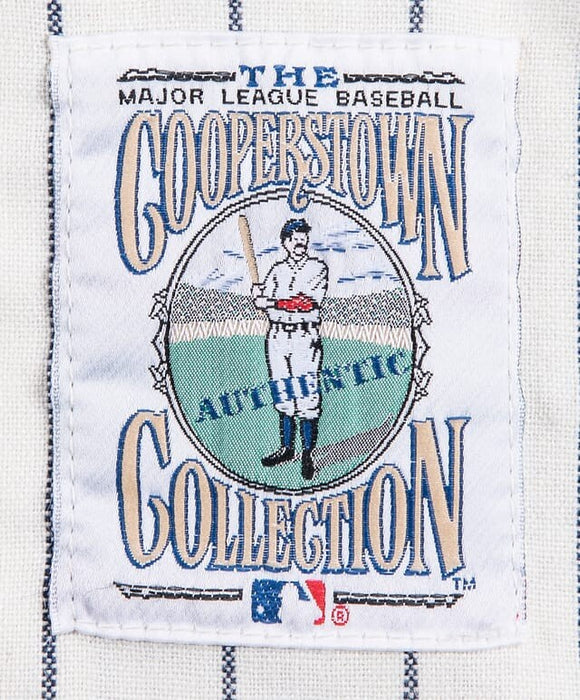 THE
MAJOR LEAGUE BASEBALL
COOPERSTOWN
AUTHENTIC
COLLECTION
TM
®